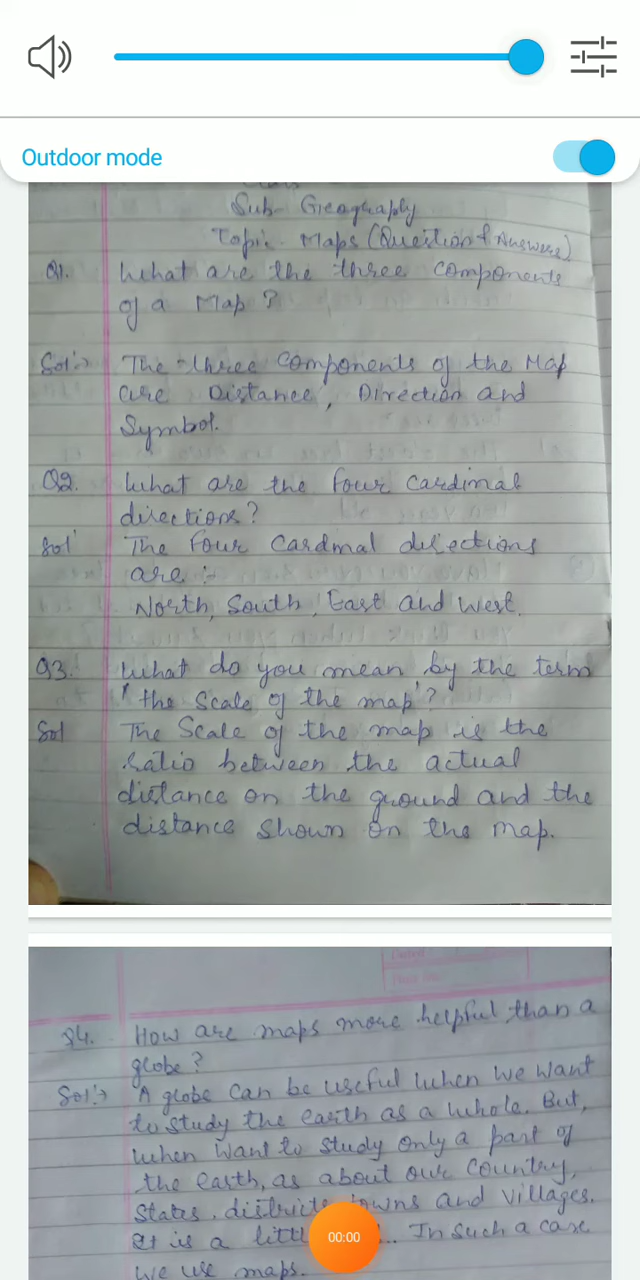 Outdoor mode
Sub- Geography
Topic- Maps (Question & Answers)
Q1. What are the three components
of a Map ?
Sol:→ The three components of the Map
are Distance, Direction and
Symbol.
Q2. What are the four cardinal
directions?
Sol The four cardinal directions
are :-
North, South, East and West.
Q3. What do you mean by the term
'the Scale of the map'?
Sol The Scale of the map is the
ratio between the actual
distance on the ground and the
distance shown on the map.
Q4. How are maps more helpful than a
globe?
Sol:→ A globe can be useful when we want
to study the earth as a whole. But,
when want to study only a part of
the earth, as about our country,
States, districts towns and villages.
It is a In such a case
we use maps.
00:00